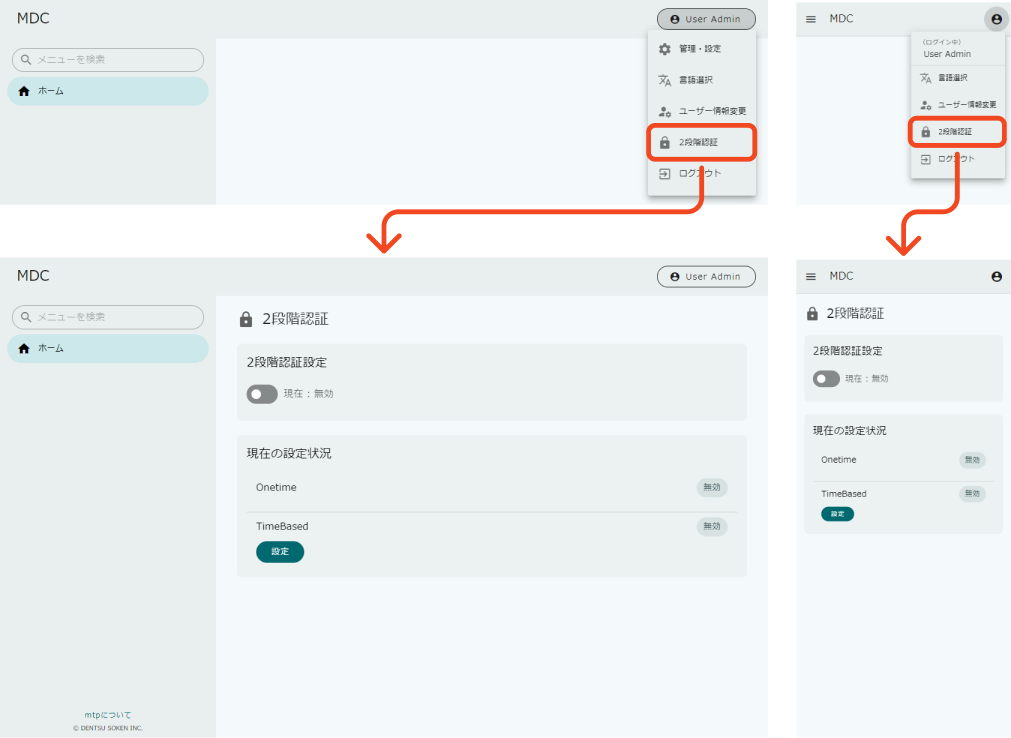 MDC
User Admin
メニューを検索
ホーム
管理・設定
言語選択
ユーザー情報変更
2段階認証
ログアウト
MDC
(ログイン中)
User Admin
言語選択
ユーザー情報変更
2段階認証
ログアウト
MDC
User Admin
メニューを検索
ホーム
2段階認証
2段階認証設定
現在：無効
現在の設定状況
Onetime
無効
TimeBased
無効
設定
mtpについて
© DENTSU SOKEN INC.
MDC
2段階認証
2段階認証設定
現在：無効
現在の設定状況
Onetime
無効
TimeBased
無効
設定